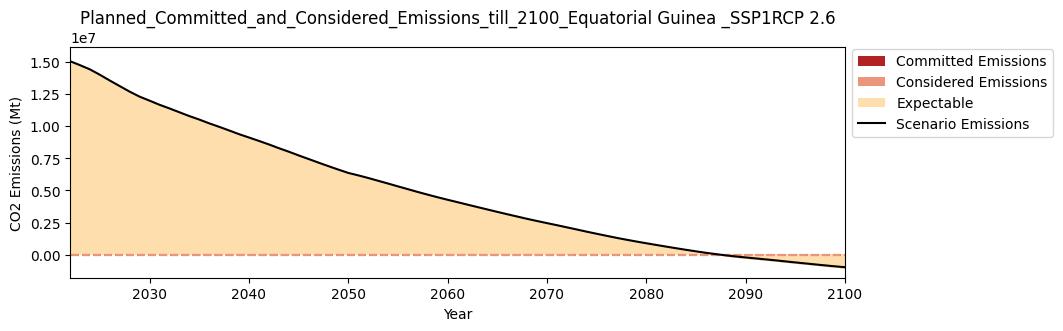 Planned_Committed_and_Considered_Emissions_till_2100_Equatorial Guinea _SSP1RCP 2.6
1e7
1.50
1.25
1.00
0.75
0.50
0.25
0.00
CO2 Emissions (Mt)
2030 2040 2050 2060 2070 2080 2090 2100
Year
Committed Emissions
Considered Emissions
Expectable
Scenario Emissions